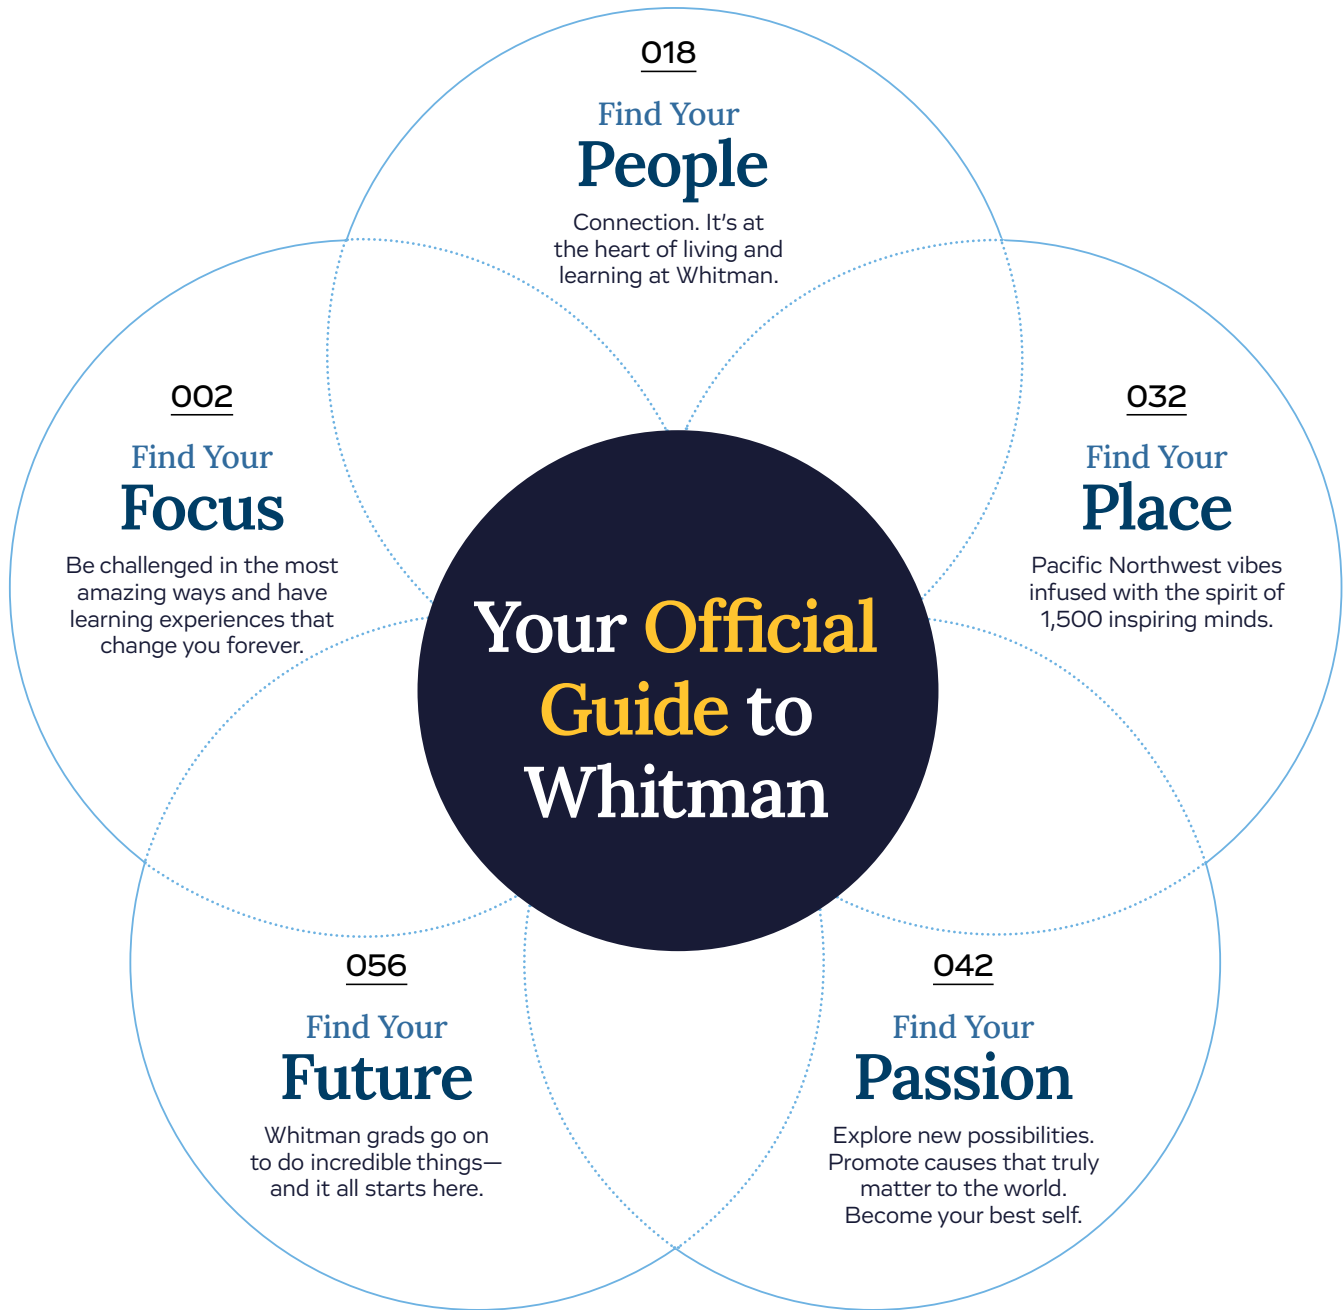 018
Find Your
People
Connection. It's at
the heart of living and
learning at Whitman.
002
Find Your
Focus
Be challenged in the most
amazing ways and have
learning experiences that
change you forever.
032
Find Your
Place
Pacific Northwest vibes
infused with the spirit of
1,500 inspiring minds.
Your Official
Guide to
Whitman
056
Find Your
Future
Whitman grads go on
to do incredible things—
and it all starts here.
042
Find Your
Passion
Explore new possibilities.
Promote causes that truly
matter to the world.
Become your best self.